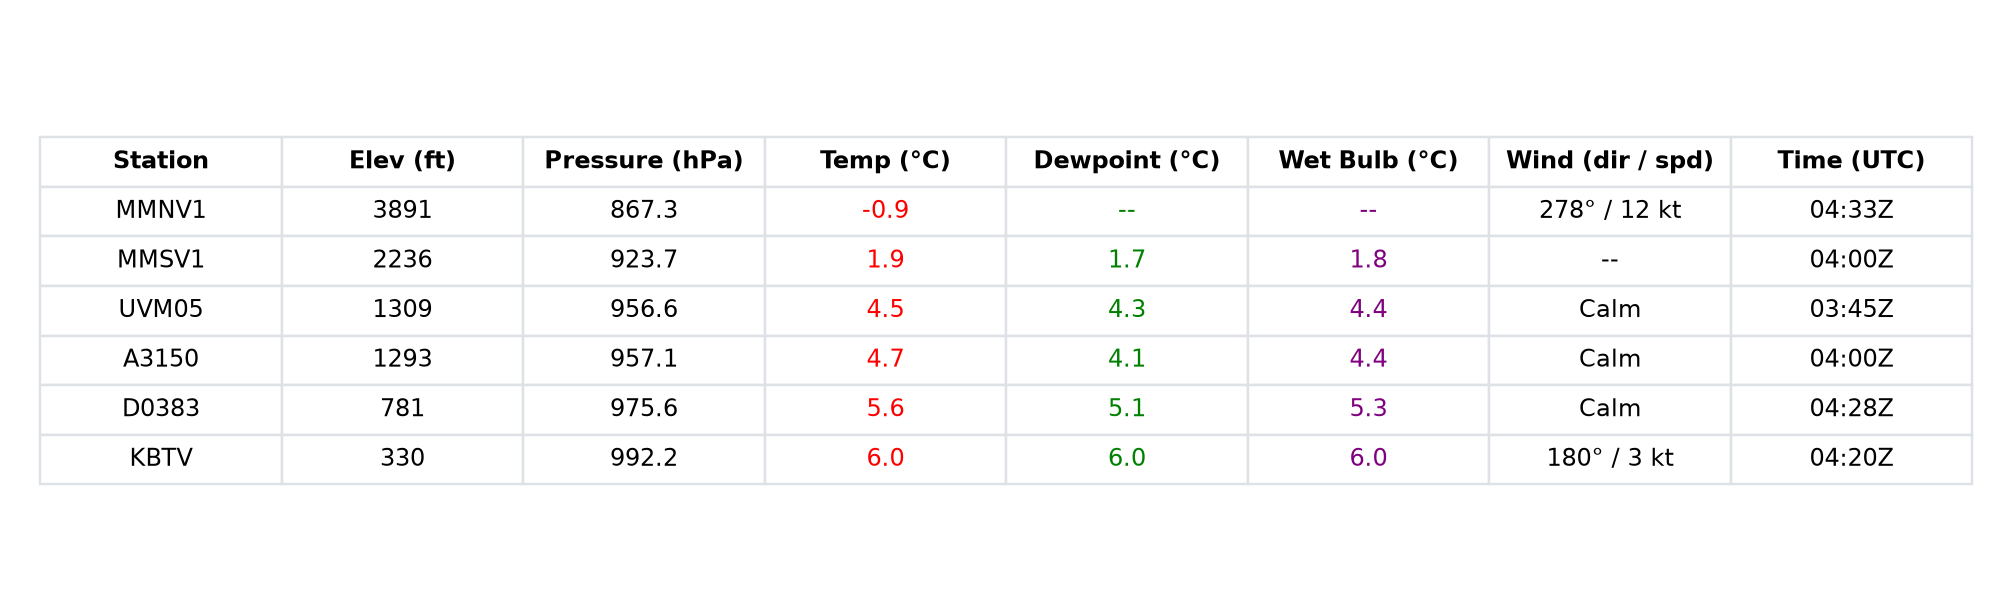 Station Elev (ft) Pressure (hPa) Temp (°C) Dewpoint (°C) Wet Bulb (°C) Wind (dir / spd) Time (UTC)
MMNV1 3891 867.3 -0.9 -- -- 278° / 12 kt 04:33Z
MMSV1 2236 923.7 1.9 1.7 1.8 -- 04:00Z
UVM05 1309 956.6 4.5 4.3 4.4 Calm 03:45Z
A3150 1293 957.1 4.7 4.1 4.4 Calm 04:00Z
D0383 781 975.6 5.6 5.1 5.3 Calm 04:28Z
KBTV 330 992.2 6.0 6.0 6.0 180° / 3 kt 04:20Z